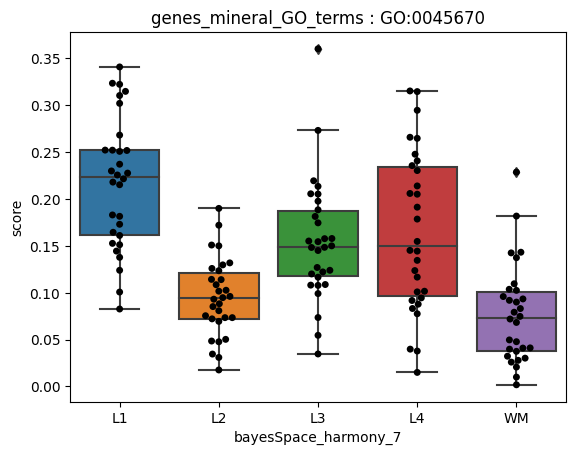 genes_mineral_GO_terms : GO:0045670
0.35
0.30
0.25
0.20
0.15
0.10
0.05
0.00
score
L1 L2 L3 L4 WM
bayesSpace_harmony_7